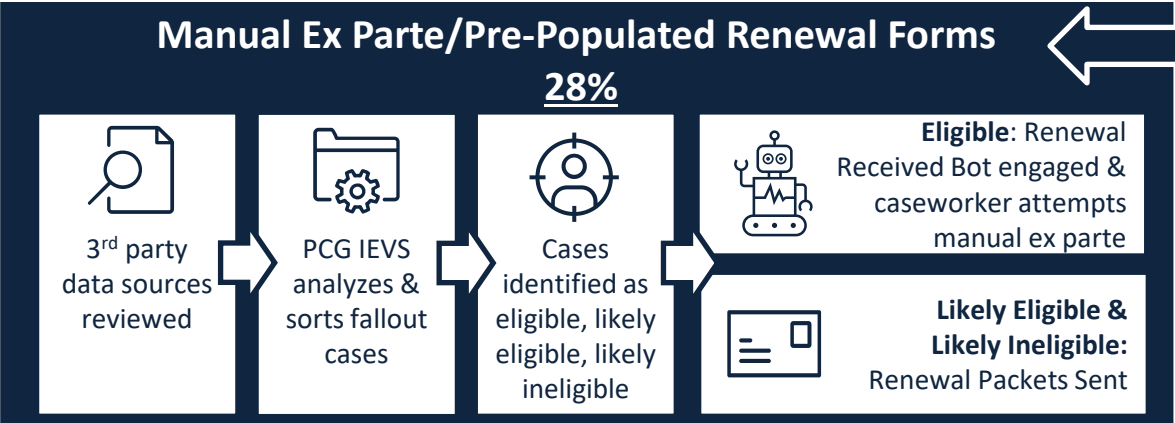 Manual Ex Parte/Pre-Populated Renewal Forms
28%
3rd party
data sources
reviewed
PCG IEVS
analyzes &
sorts fallout
cases
Cases
identified as
eligible, likely
eligible, likely
ineligible
Eligible: Renewal
Received Bot engaged &
caseworker attempts
manual ex parte
Likely Eligible &
Likely Ineligible:
Renewal Packets Sent